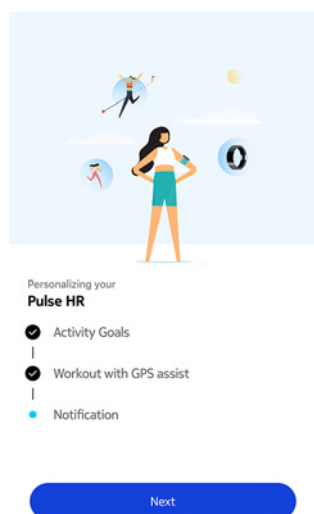 Personalizing your
Pulse HR
Activity Goals
Workout with GPS assist
Notification
Next